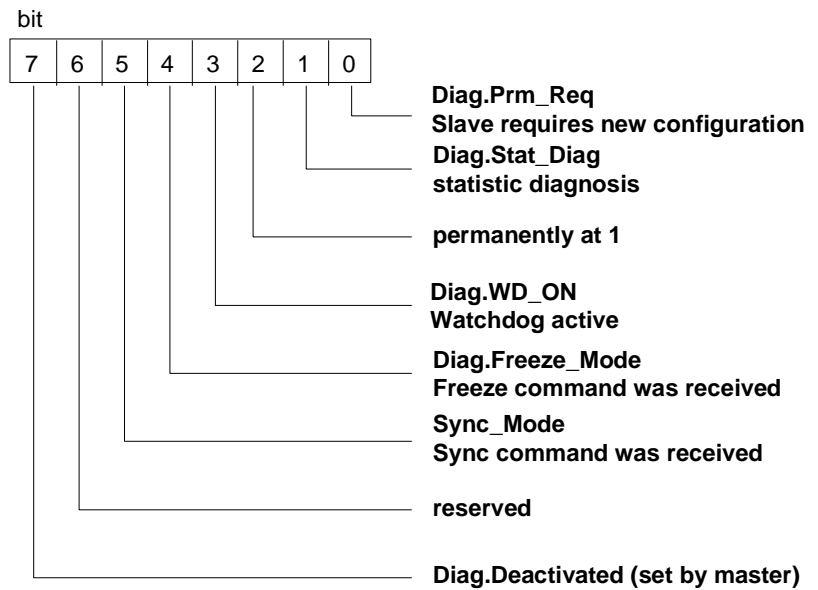 bit
7 6 5 4 3 2 1 0
Diag.Prm_Req
Slave requires new configuration
Diag.Stat_Diag
statistic diagnosis
permanently at 1
Diag.WD_ON
Watchdog active
Diag.Freeze_Mode
Freeze command was received
Sync_Mode
Sync command was received
reserved
Diag.Deactivated (set by master)